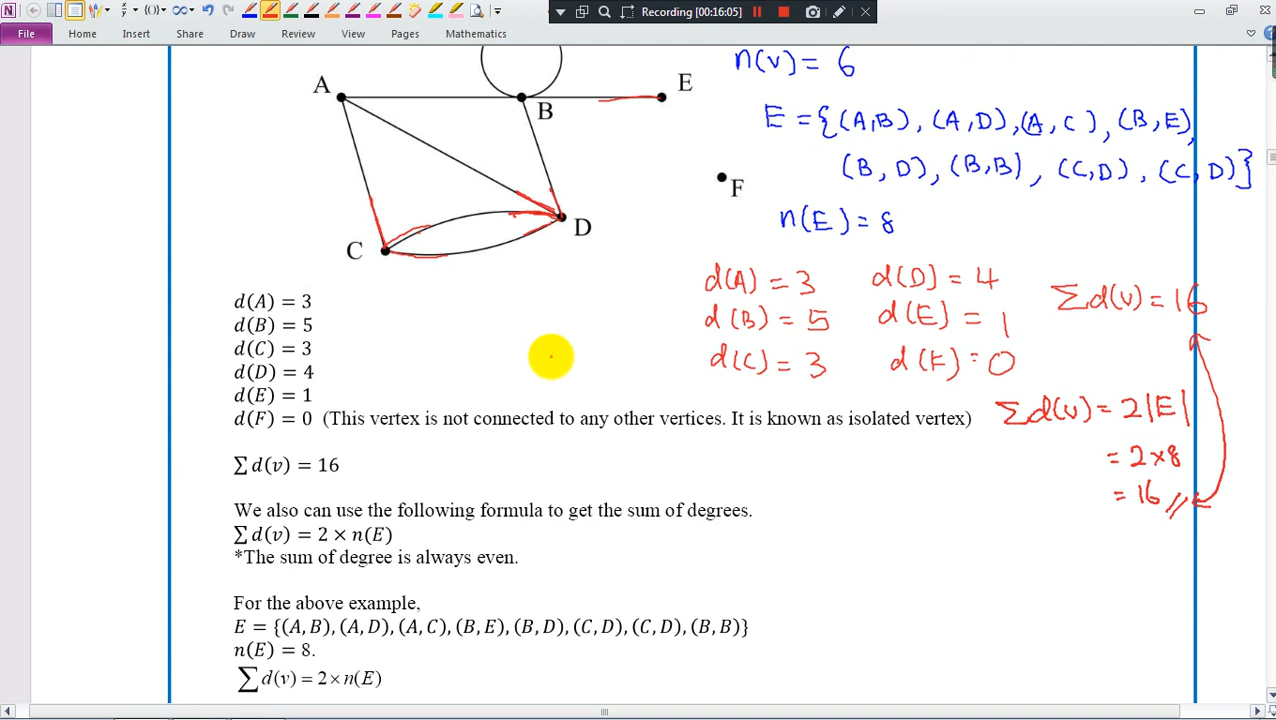 Recording [00:16:05]
File Home Insert Share Draw Review View Pages Mathematics
n(v) = 6
A
B
E
E = {(A,B), (A,D), (A,C), (B,E),
(B,D), (B,B), (C,D), (C,D)}
F
n(E) = 8
D
C
d(A) = 3 d(D) = 4
d(B) = 5 d(E) = 1
d(C) = 3 d(F) = 0
∑d(v) = 16
∑d(v) = 2|E|
= 2×8
= 16 //
d(A) = 3
d(B) = 5
d(C) = 3
d(D) = 4
d(E) = 1
d(F) = 0 (This vertex is not connected to any other vertices. It is known as isolated vertex)
∑ d(v) = 16
We also can use the following formula to get the sum of degrees.
∑ d(v) = 2 × n(E)
*The sum of degree is always even.
For the above example,
E = {(A, B), (A, D), (A, C), (B, E), (B, D), (C, D), (C, D), (B, B)}
n(E) = 8.
∑ d(v) = 2 × n(E)